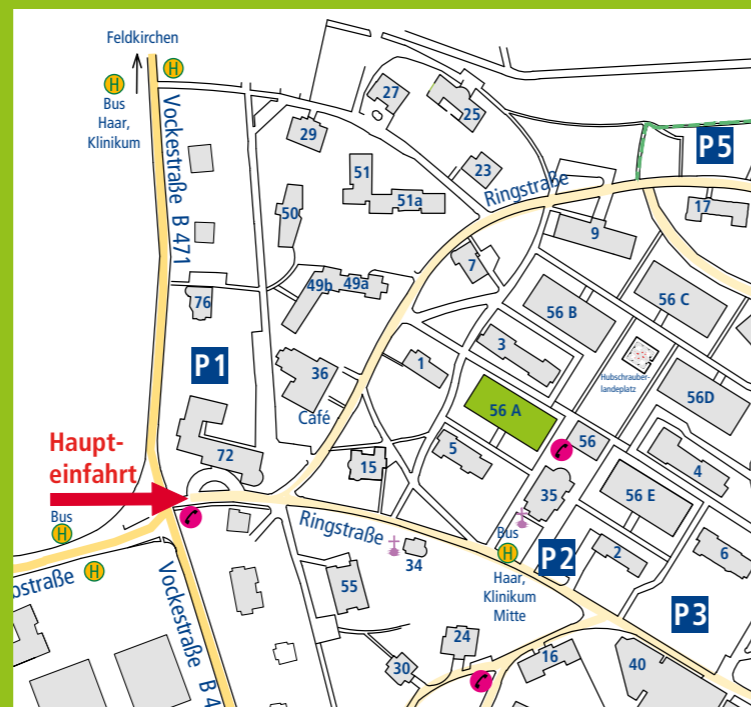 Feldkirchen
H
H
Bus
Haar,
Klinikum
Vockestraße B 471
27
25
29
23
51
51a
50
Ringstraße
P5
17
9
7
49b
49a
76
56 B
56 C
3
P1
36
1
Hubschrauber-
landeplatz
56D
Café
56 A
72
Haupt-
einfahrt
15
5
56
4
35
56 E
Bus
H
Ringstraße
34
Bus
H
P2
2
6
H
Haar,
Klinikum
Mitte
55
P3
Vockestraße B 4
24
30
16
40